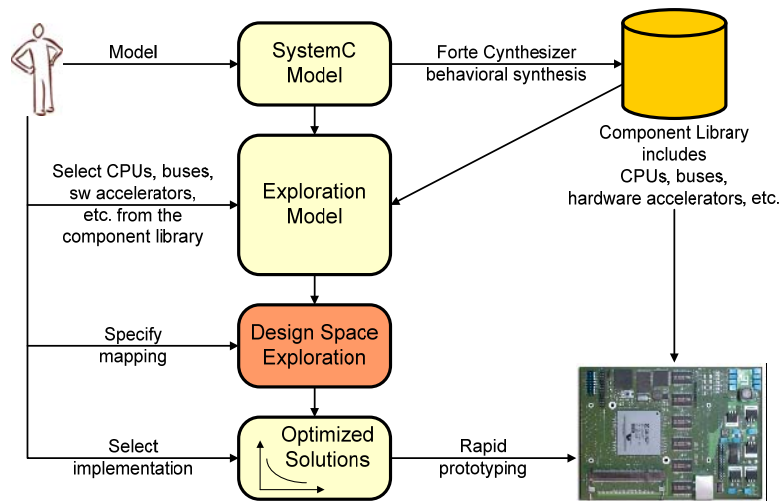 Model
SystemC
Model
Forte Cynthesizer
behavioral synthesis
Component Library
includes
CPUs, buses,
hardware accelerators, etc.
Select CPUs, buses,
sw accelerators,
etc. from the
component library
Exploration
Model
Specify
mapping
Design Space
Exploration
Select
implementation
Optimized
Solutions
Rapid
prototyping